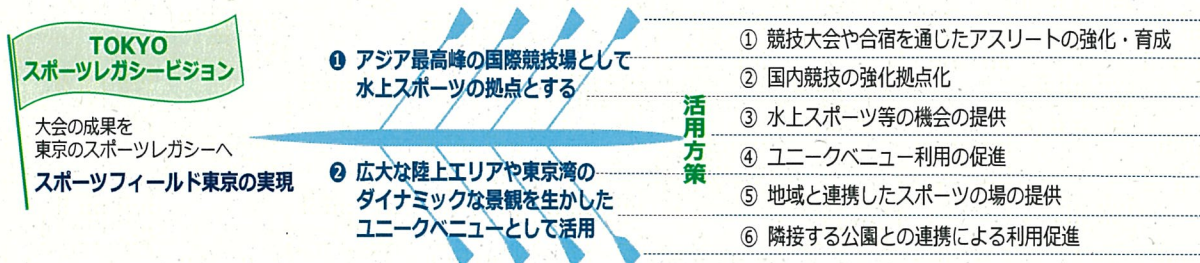 TOKYO
スポーツレガシービジョン
大会の成果を
東京のスポーツレガシーへ
スポーツフィールド東京の実現
❶ アジア最高峰の国際競技場として
水上スポーツの拠点とする
❷ 広大な陸上エリアや東京湾の
ダイナミックな景観を生かした
ユニークベニューとして活用
活用方策
① 競技大会や合宿を通じたアスリートの強化・育成
② 国内競技の強化拠点化
③ 水上スポーツ等の機会の提供
④ ユニークベニュー利用の促進
⑤ 地域と連携したスポーツの場の提供
⑥ 隣接する公園との連携による利用促進